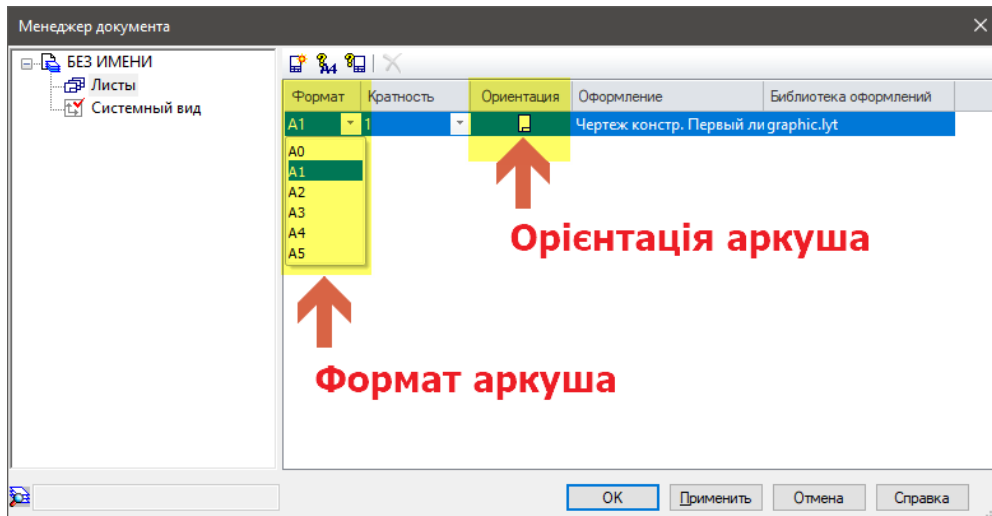 Менеджер документа
БЕЗ ИМЕНИ
Листы
Системный вид
Формат Кратность Ориентация Оформление Библиотека оформлений
A1 1 Чертеж констр. Первый ли graphic.lyt
A0
A1
A2
A3
A4
A5
Орієнтація аркуша
Формат аркуша
OK Применить Отмена Справка